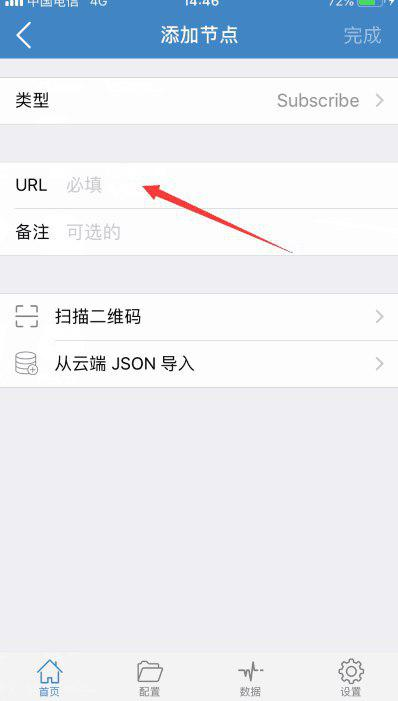 中国电信 4G 14:46 72%
添加节点 完成
类型 Subscribe
URL 必填
备注 可选的
扫描二维码
从云端 JSON 导入
首页 配置 数据 设置